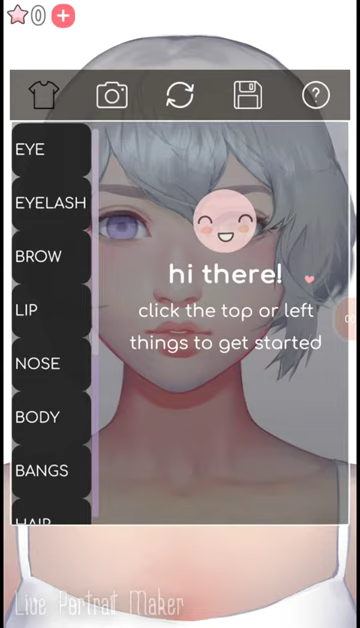 0
EYE
EYELASH
BROW
LIP
NOSE
BODY
BANGS
HAIR
hi there!
click the top or left
things to get started
Live Portrait Maker